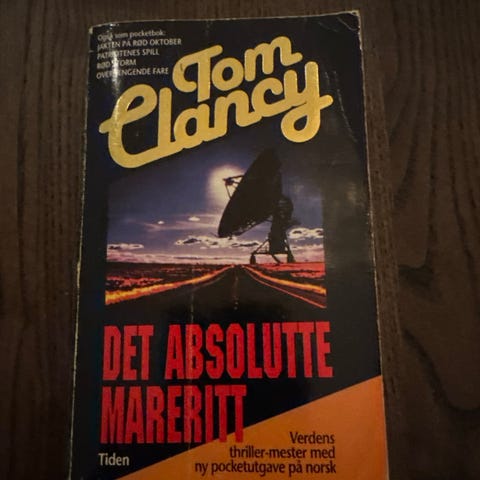 Også som pocketbok:
JAKTEN PÅ RØD OKTOBER
PATRIOTENES SPILL
RØD STORM
OVERHENGENDE FARE
Tom
Clancy
DET ABSOLUTTE
MARERITT
Tiden
Verdens
thriller-mester med
ny pocketutgave på norsk